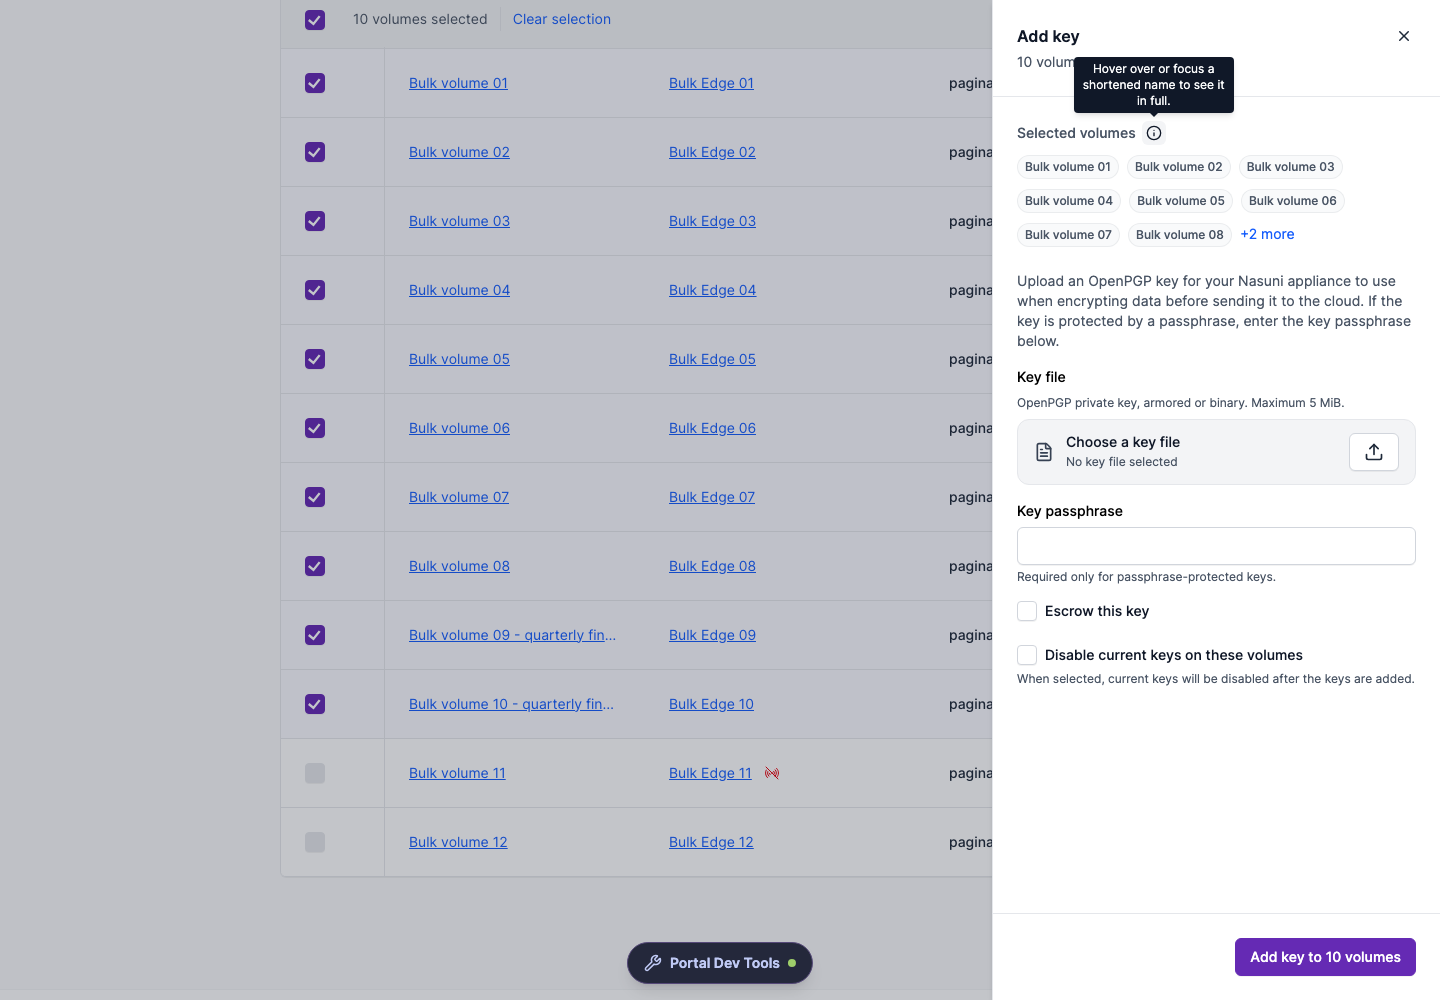 10 volumes selected
Clear selection
Bulk volume 01
Bulk Edge 01
pagina
Bulk volume 02
Bulk Edge 02
pagina
Bulk volume 03
Bulk Edge 03
pagina
Bulk volume 04
Bulk Edge 04
pagina
Bulk volume 05
Bulk Edge 05
pagina
Bulk volume 06
Bulk Edge 06
pagina
Bulk volume 07
Bulk Edge 07
pagina
Bulk volume 08
Bulk Edge 08
pagina
Bulk volume 09 - quarterly fin...
Bulk Edge 09
pagina
Bulk volume 10 - quarterly fin...
Bulk Edge 10
pagina
Bulk volume 11
Bulk Edge 11
pagina
Bulk volume 12
Bulk Edge 12
pagina
Portal Dev Tools
Add key
10 volum
Hover over or focus a
shortened name to see it
in full.
Selected volumes
Bulk volume 01
Bulk volume 02
Bulk volume 03
Bulk volume 04
Bulk volume 05
Bulk volume 06
Bulk volume 07
Bulk volume 08
+2 more
Upload an OpenPGP key for your Nasuni appliance to use
when encrypting data before sending it to the cloud. If the
key is protected by a passphrase, enter the key passphrase
below.
Key file
OpenPGP private key, armored or binary. Maximum 5 MiB.
Choose a key file
No key file selected
Key passphrase
Required only for passphrase-protected keys.
Escrow this key
Disable current keys on these volumes
When selected, current keys will be disabled after the keys are added.
Add key to 10 volumes